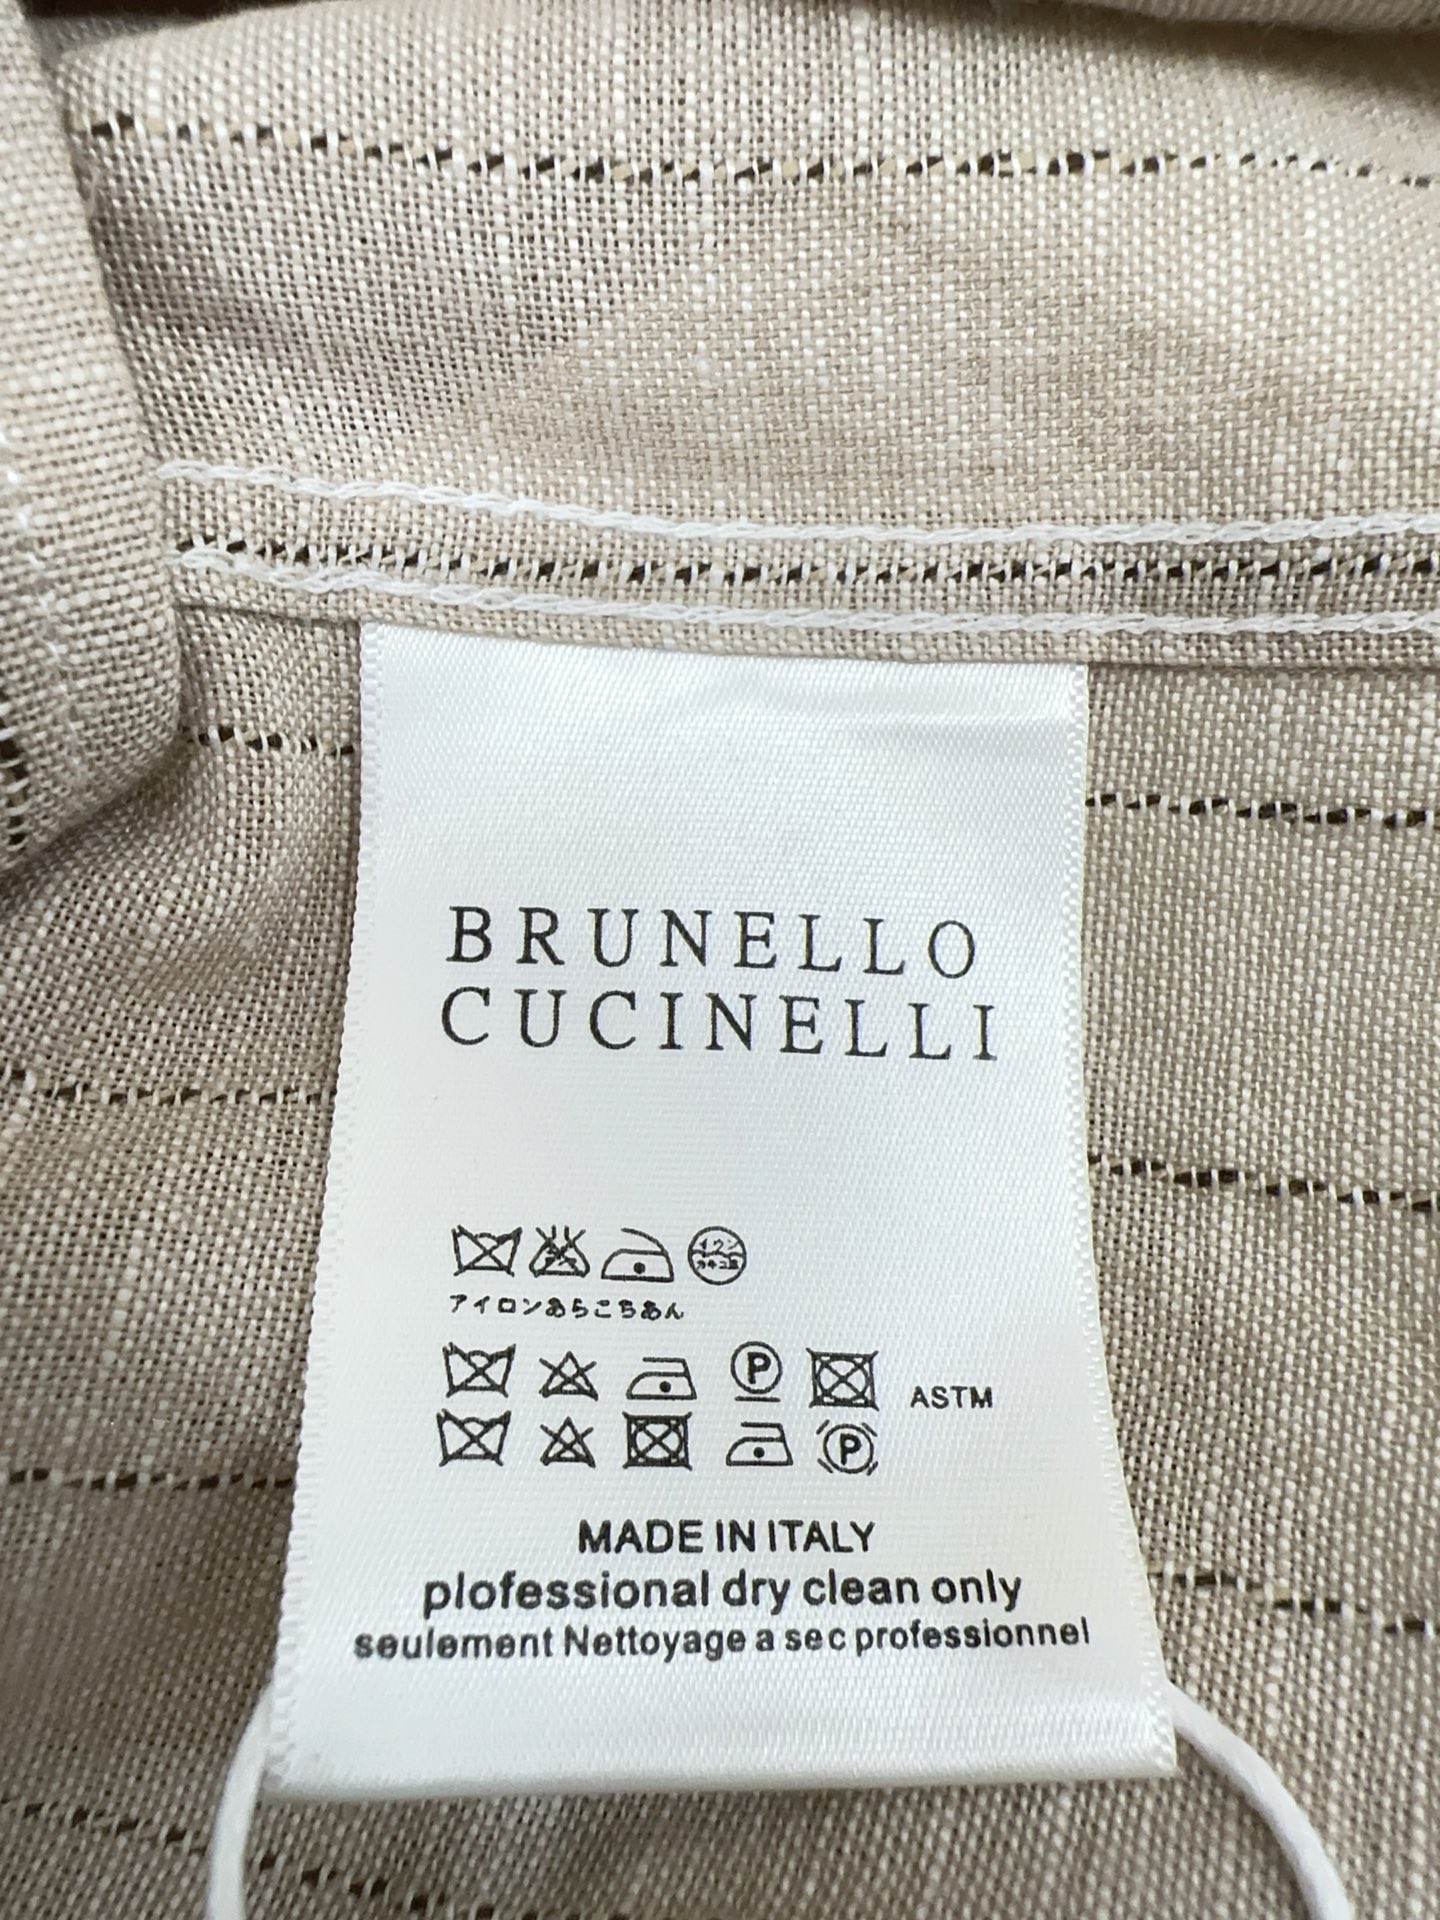 BRUNELLO
CUCINELLI
アイロンあらこちあん
P
ASTM
P
MADE IN ITALY
plofessional dry clean only
seulement Nettoyage a sec professionnel